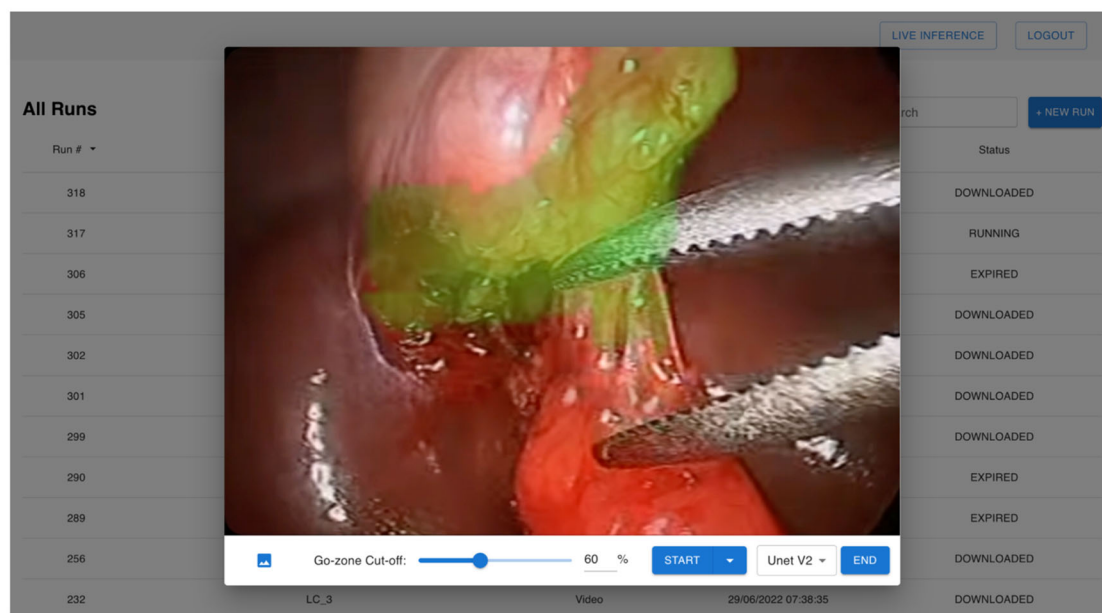 LIVE INFERENCE LOGOUT
All Runs rch + NEW RUN
Run # Status
318 DOWNLOADED
317 RUNNING
306 EXPIRED
305 DOWNLOADED
302 DOWNLOADED
301 DOWNLOADED
299 DOWNLOADED
290 EXPIRED
289 EXPIRED
256 DOWNLOADED
Go-zone Cut-off: 60 % START Unet V2 END
232 LC_3 Video 29/06/2022 07:38:35 DOWNLOADED